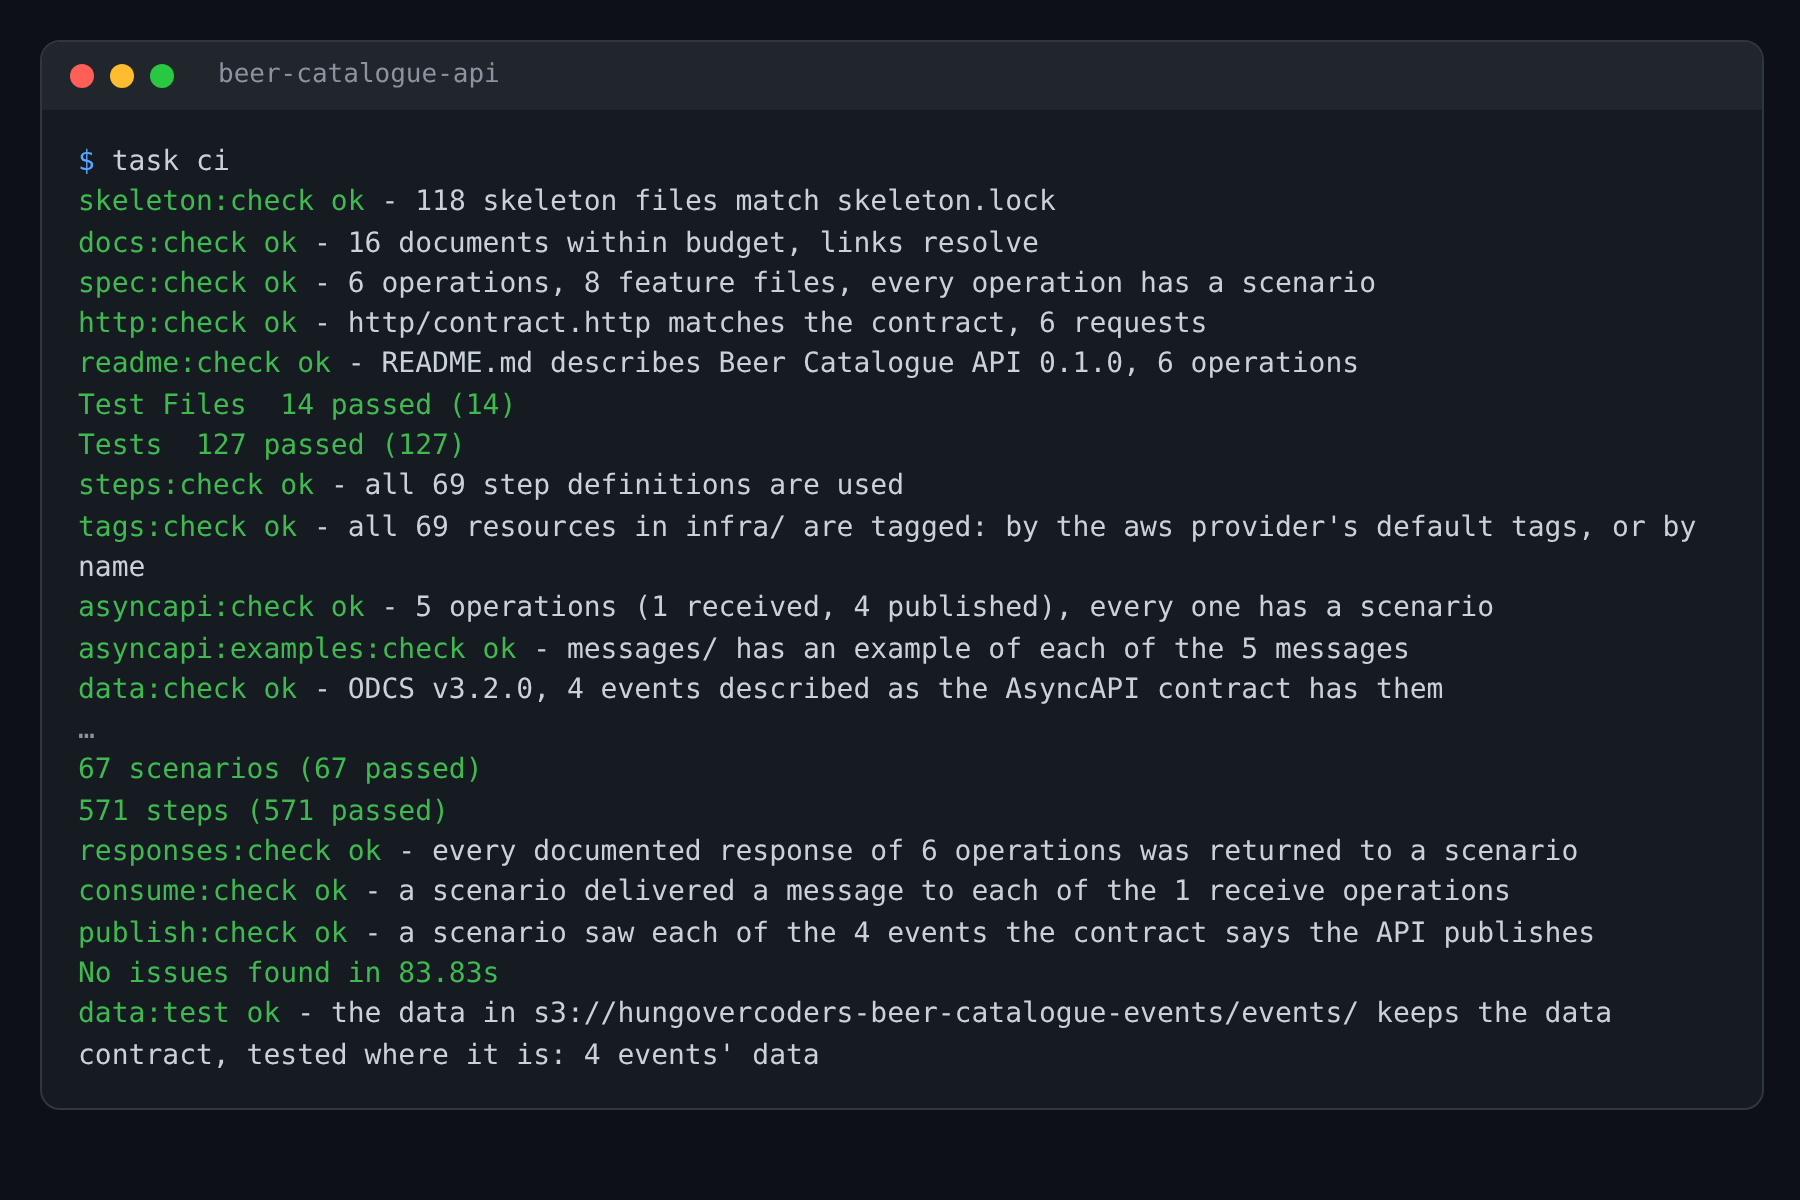 beer-catalogue-api
$ task ci
skeleton:check ok - 118 skeleton files match skeleton.lock
docs:check ok - 16 documents within budget, links resolve
spec:check ok - 6 operations, 8 feature files, every operation has a scenario
http:check ok - http/contract.http matches the contract, 6 requests
readme:check ok - README.md describes Beer Catalogue API 0.1.0, 6 operations
Test Files  14 passed (14)
Tests  127 passed (127)
steps:check ok - all 69 step definitions are used
tags:check ok - all 69 resources in infra/ are tagged: by the aws provider's default tags, or by
name
asyncapi:check ok - 5 operations (1 received, 4 published), every one has a scenario
asyncapi:examples:check ok - messages/ has an example of each of the 5 messages
data:check ok - ODCS v3.2.0, 4 events described as the AsyncAPI contract has them
…
67 scenarios (67 passed)
571 steps (571 passed)
responses:check ok - every documented response of 6 operations was returned to a scenario
consume:check ok - a scenario delivered a message to each of the 1 receive operations
publish:check ok - a scenario saw each of the 4 events the contract says the API publishes
No issues found in 83.83s
data:test ok - the data in s3://hungovercoders-beer-catalogue-events/events/ keeps the data
contract, tested where it is: 4 events' data